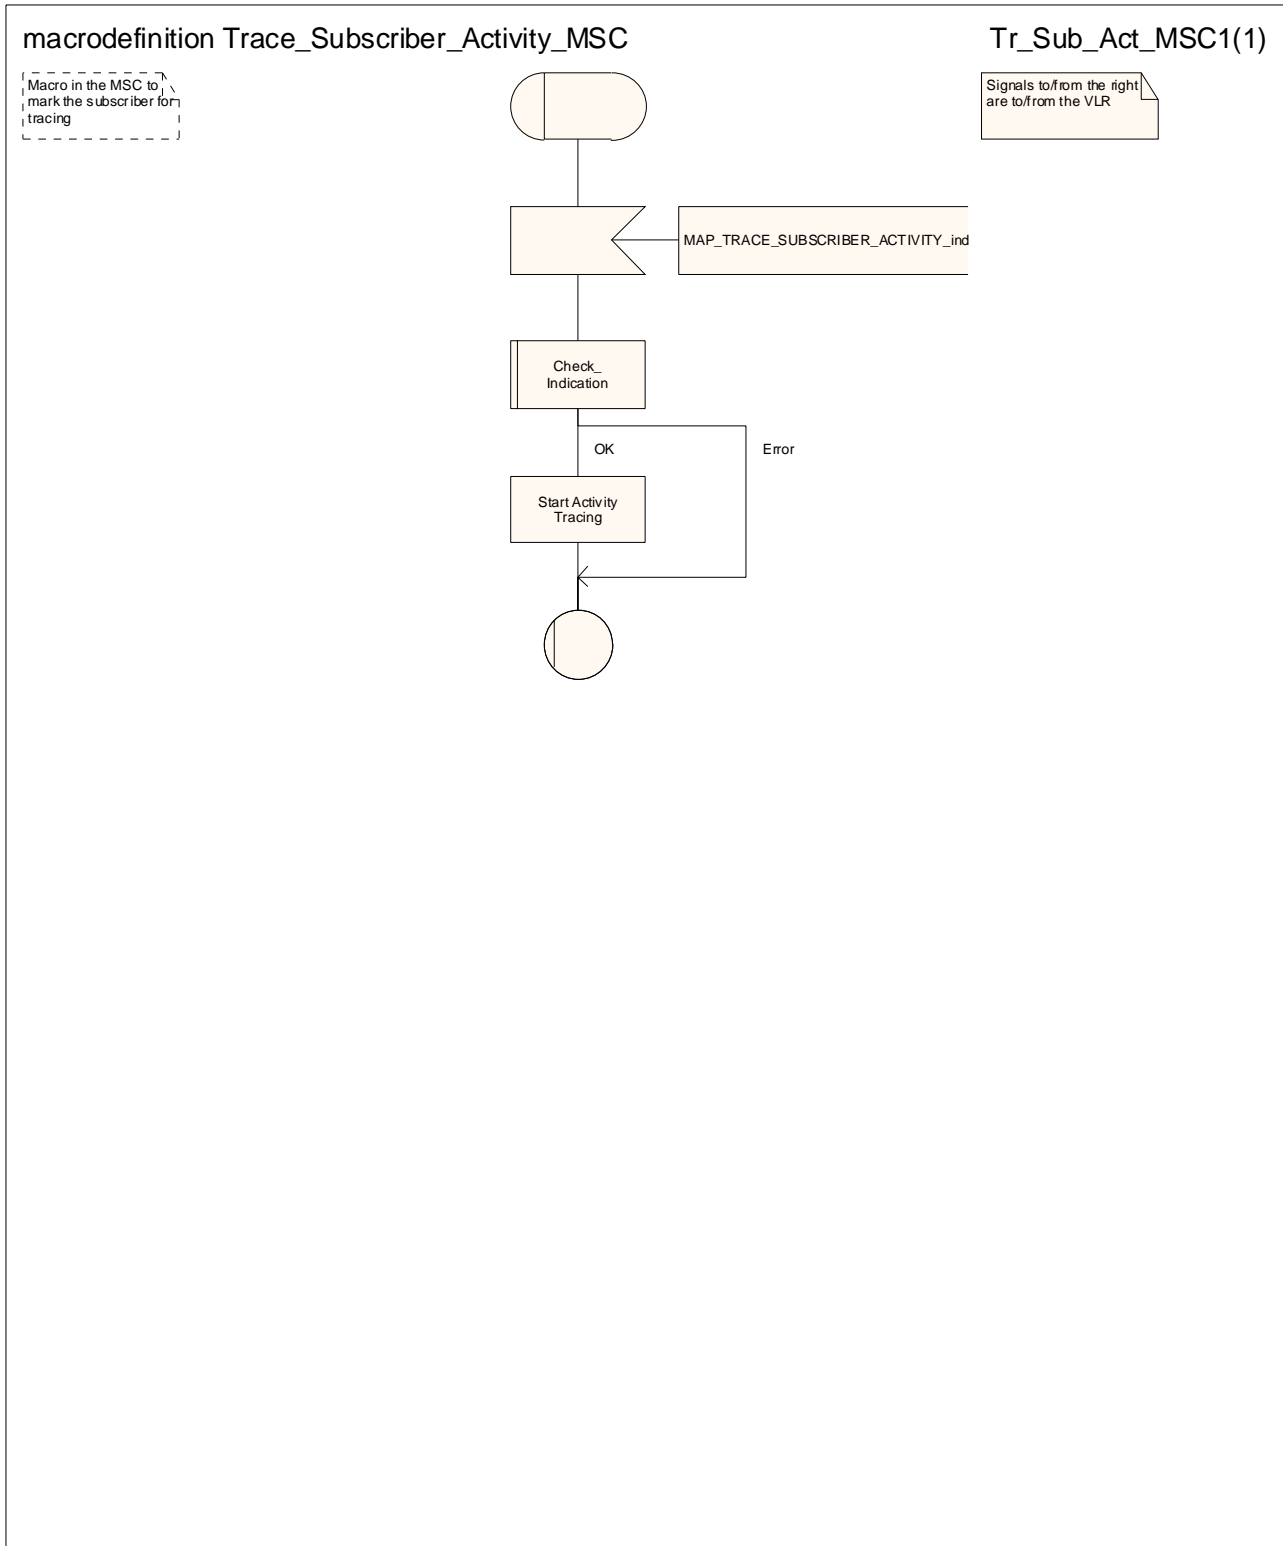 macrodefinition Trace_Subscriber_Activity_MSC
Tr_Sub_Act_MSC1(1)
Macro in the MSC to
mark the subscriber for
tracing
Signals to/from the right
are to/from the VLR
MAP_TRACE_SUBSCRIBER_ACTIVITY_ind
Check_
Indication
OK
Error
Start Activity
Tracing